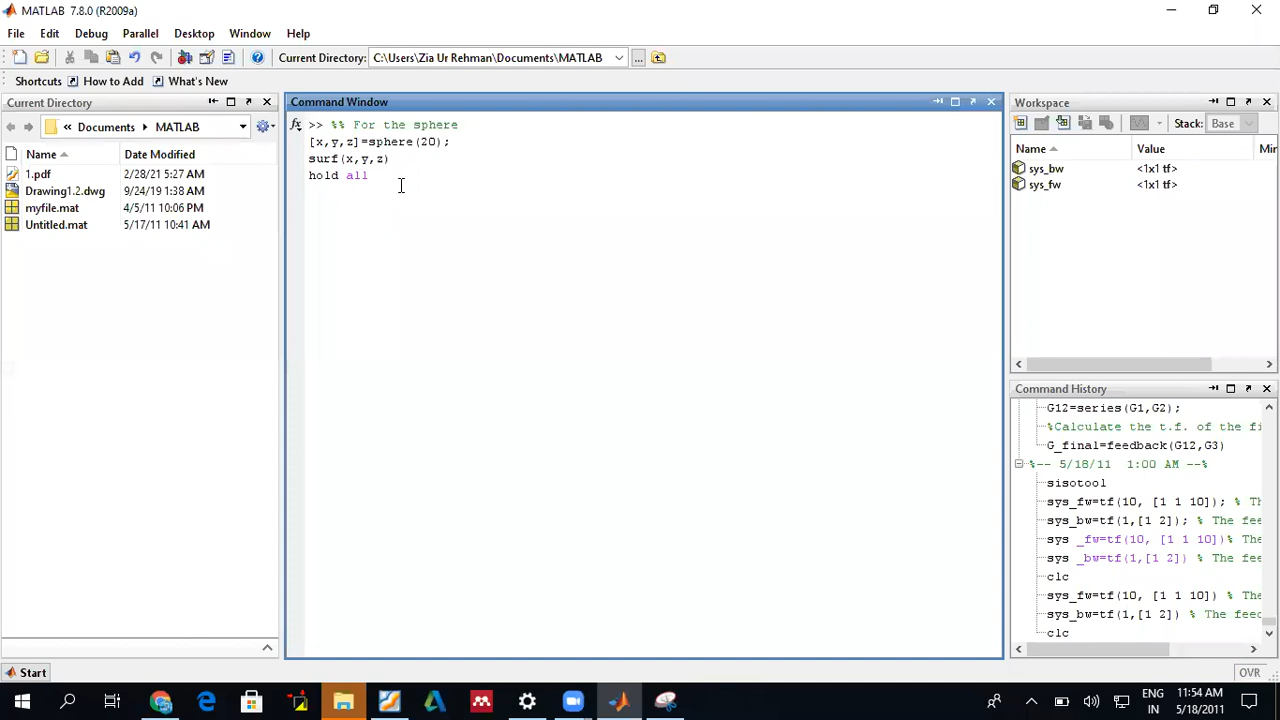 MATLAB 7.8.0 (R2009a)
File Edit Debug Parallel Desktop Window Help
Current Directory: C:\Users\Zia Ur Rehman\Documents\MATLAB ...
Shortcuts How to Add What's New
Current Directory
« Documents MATLAB
Name Date Modified
1.pdf 2/28/21 5:27 AM
Drawing1.2.dwg 9/24/19 1:38 AM
myfile.mat 4/5/11 10:06 PM
Untitled.mat 5/17/11 10:41 AM
Command Window
fx >> %% For the sphere
[x,y,z]=sphere(20);
surf(x,y,z)
hold all
Workspace
Stack: Base
Name Value Mir
sys_bw <1x1 tf>
sys_fw <1x1 tf>
Command History
G12=series(G1,G2);
%Calculate the t.f. of the fi
G_final=feedback(G12,G3)
%-- 5/18/11 1:00 AM --%
sisotool
sys_fw=tf(10, [1 1 10]); % Th
sys_bw=tf(1,[1 2]); % The fee
sys _fw=tf(10, [1 1 10])% The
sys _bw=tf(1,[1 2]) % The fee
clc
sys_fw=tf(10, [1 1 10]) % The
sys_bw=tf(1,[1 2]) % The feec
clc
Start
OVR
ENG
IN
11:54 AM
5/18/2011